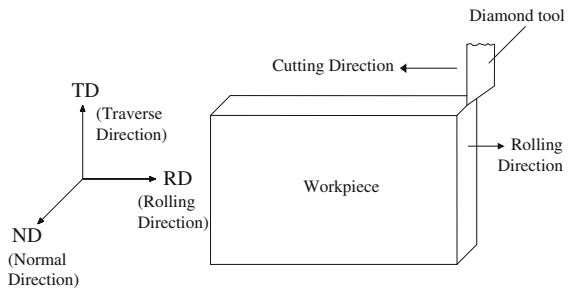 Diamond tool
Cutting Direction
TD
(Traverse
Direction)
Rolling
Direction
RD
(Rolling
Direction)
Workpiece
ND
(Normal
Direction)